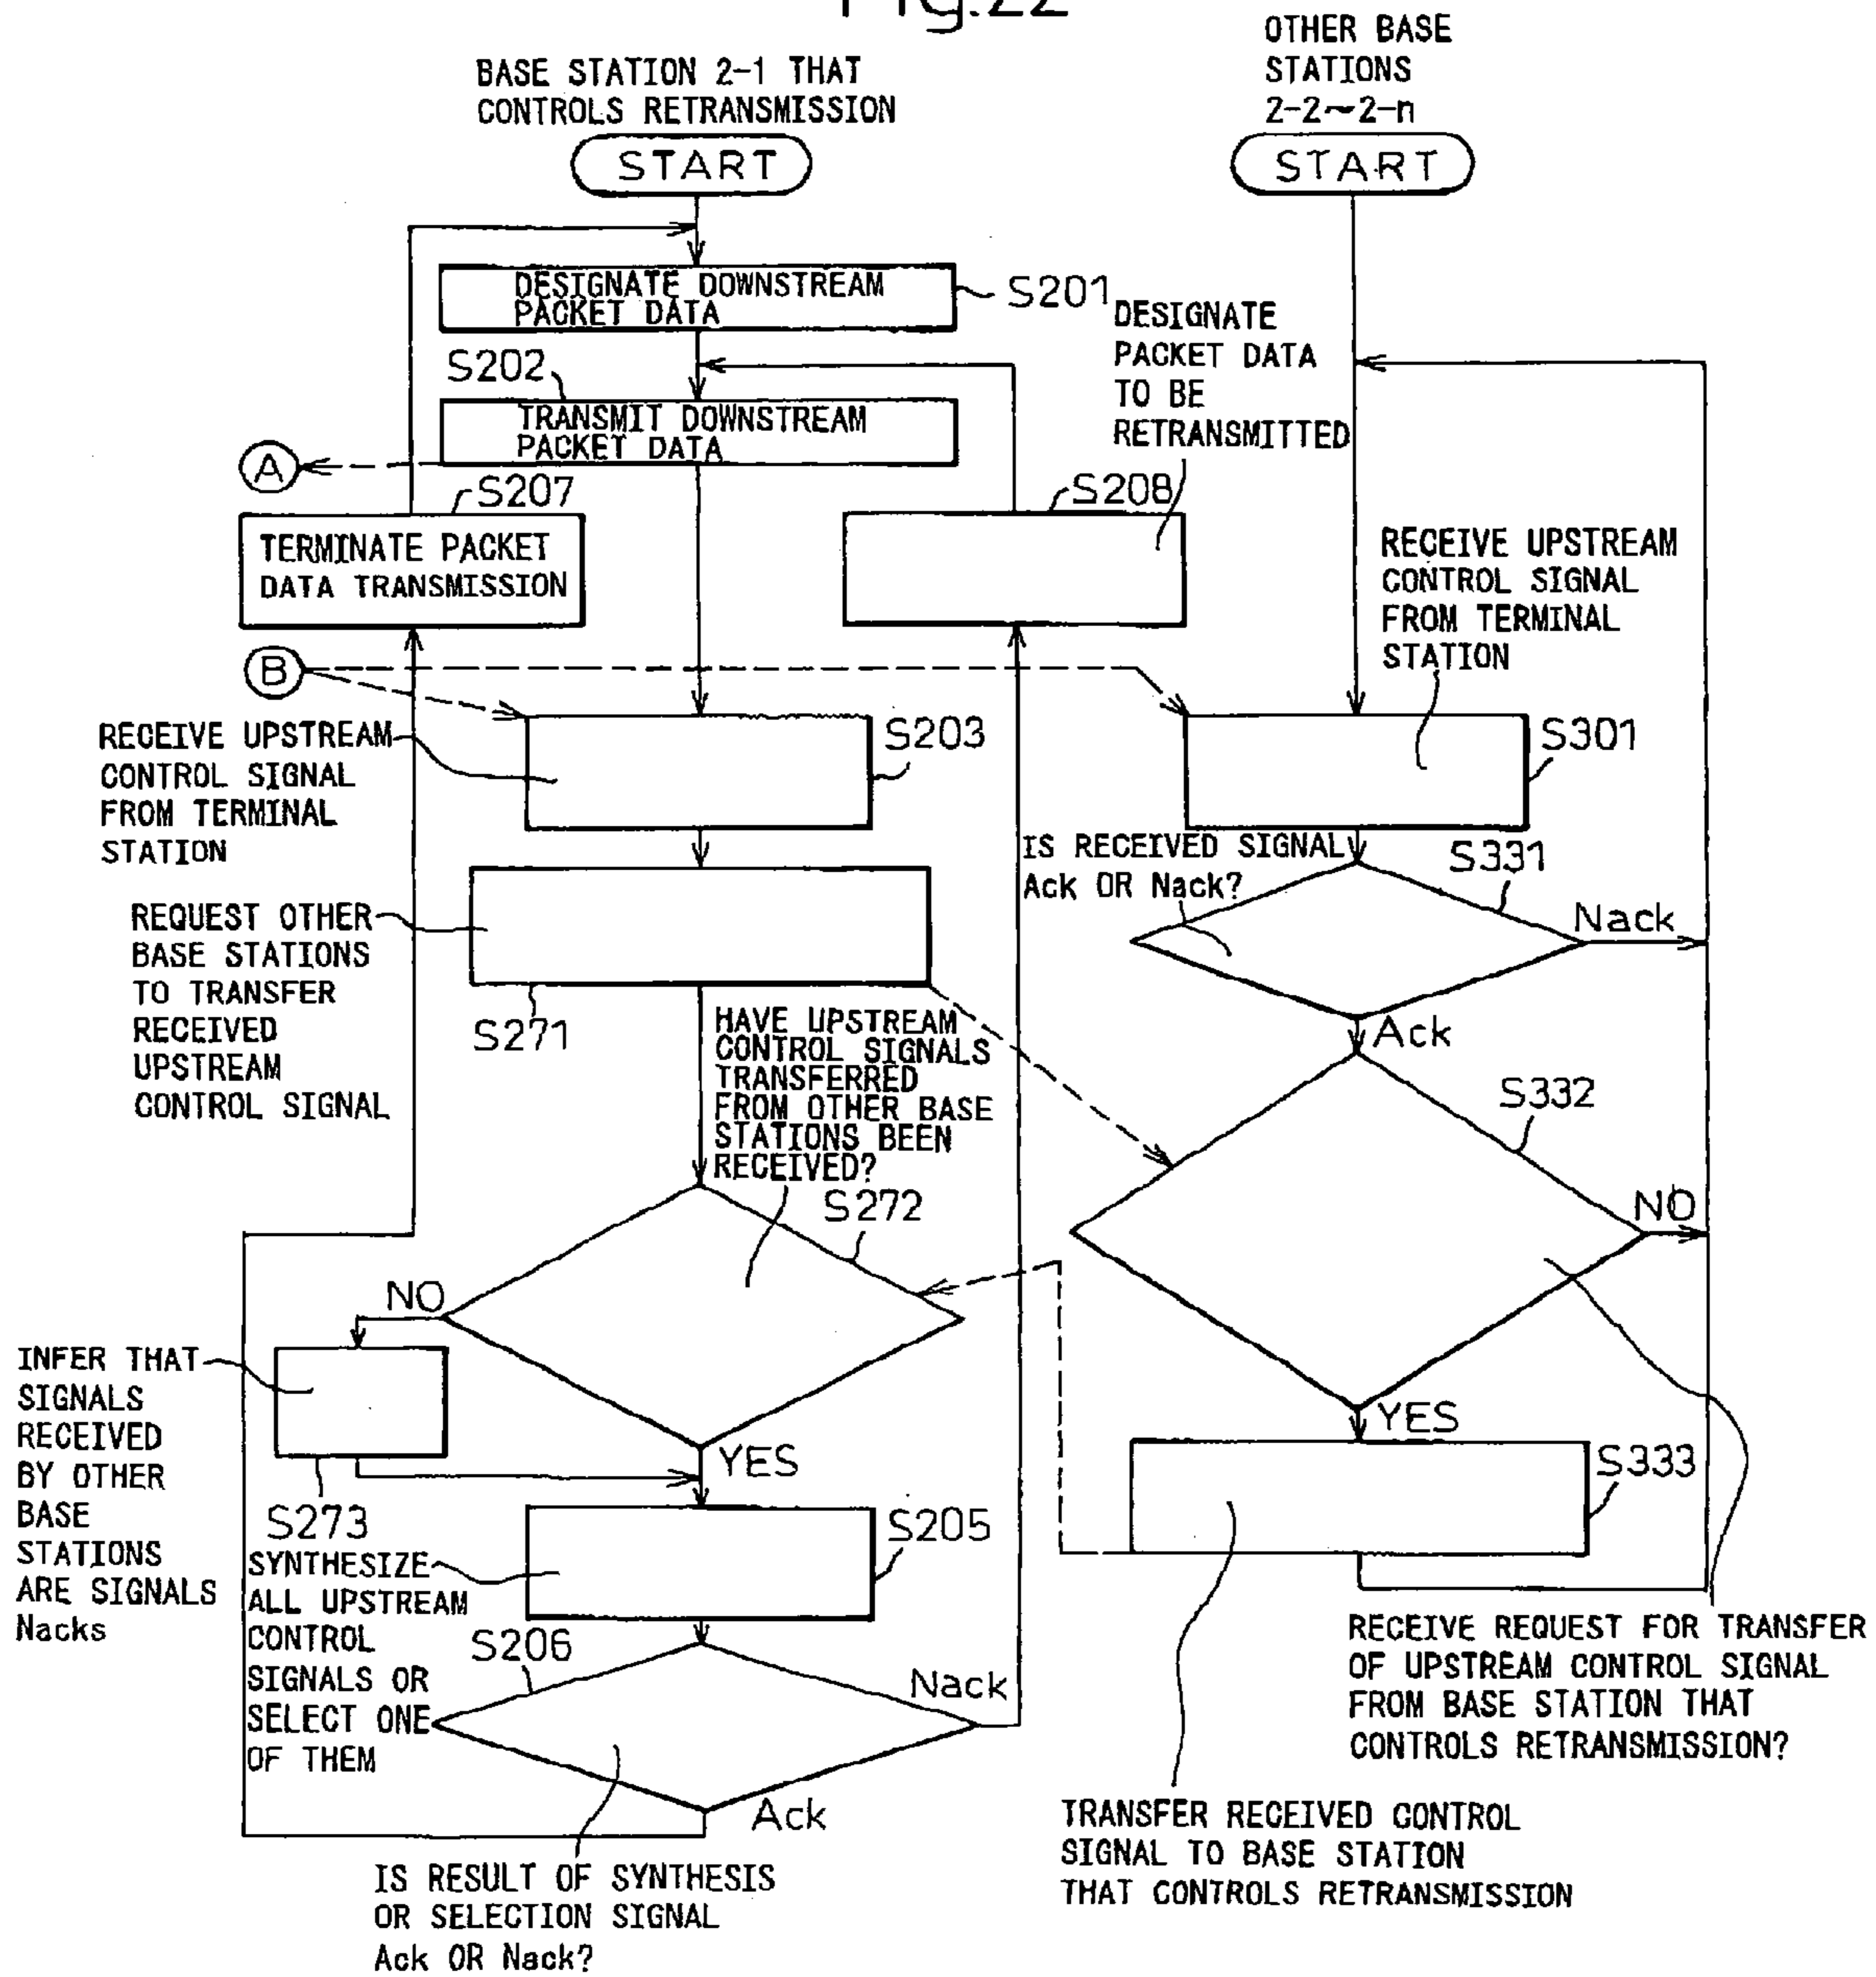 Fig.22
BASE STATION 2-1 THAT
CONTROLS RETRANSMISSION
OTHER BASE
STATIONS
2-2~2-n
START
START
DESIGNATE DOWNSTREAM
PACKET DATA
S201
DESIGNATE
PACKET DATA
TO BE
RETRANSMITTED
S202
TRANSMIT DOWNSTREAM
PACKET DATA
A
S207
TERMINATE PACKET
DATA TRANSMISSION
S208
RECEIVE UPSTREAM
CONTROL SIGNAL
FROM TERMINAL
STATION
B
RECEIVE UPSTREAM
CONTROL SIGNAL
FROM TERMINAL
STATION
S203
S301
IS RECEIVED SIGNAL
Ack OR Nack?
S331
Nack
Ack
REQUEST OTHER
BASE STATIONS
TO TRANSFER
RECEIVED
UPSTREAM
CONTROL SIGNAL
S271
HAVE UPSTREAM
CONTROL SIGNALS
TRANSFERRED
FROM OTHER BASE
STATIONS BEEN
RECEIVED?
S272
S332
NO
NO
INFER THAT
SIGNALS
RECEIVED
BY OTHER
BASE
STATIONS
ARE SIGNALS
Nacks
S273
YES
YES
S333
S205
SYNTHESIZE
ALL UPSTREAM
CONTROL
SIGNALS OR
SELECT ONE
OF THEM
S206
Nack
Ack
RECEIVE REQUEST FOR TRANSFER
OF UPSTREAM CONTROL SIGNAL
FROM BASE STATION THAT
CONTROLS RETRANSMISSION?
TRANSFER RECEIVED CONTROL
SIGNAL TO BASE STATION
THAT CONTROLS RETRANSMISSION
IS RESULT OF SYNTHESIS
OR SELECTION SIGNAL
Ack OR Nack?